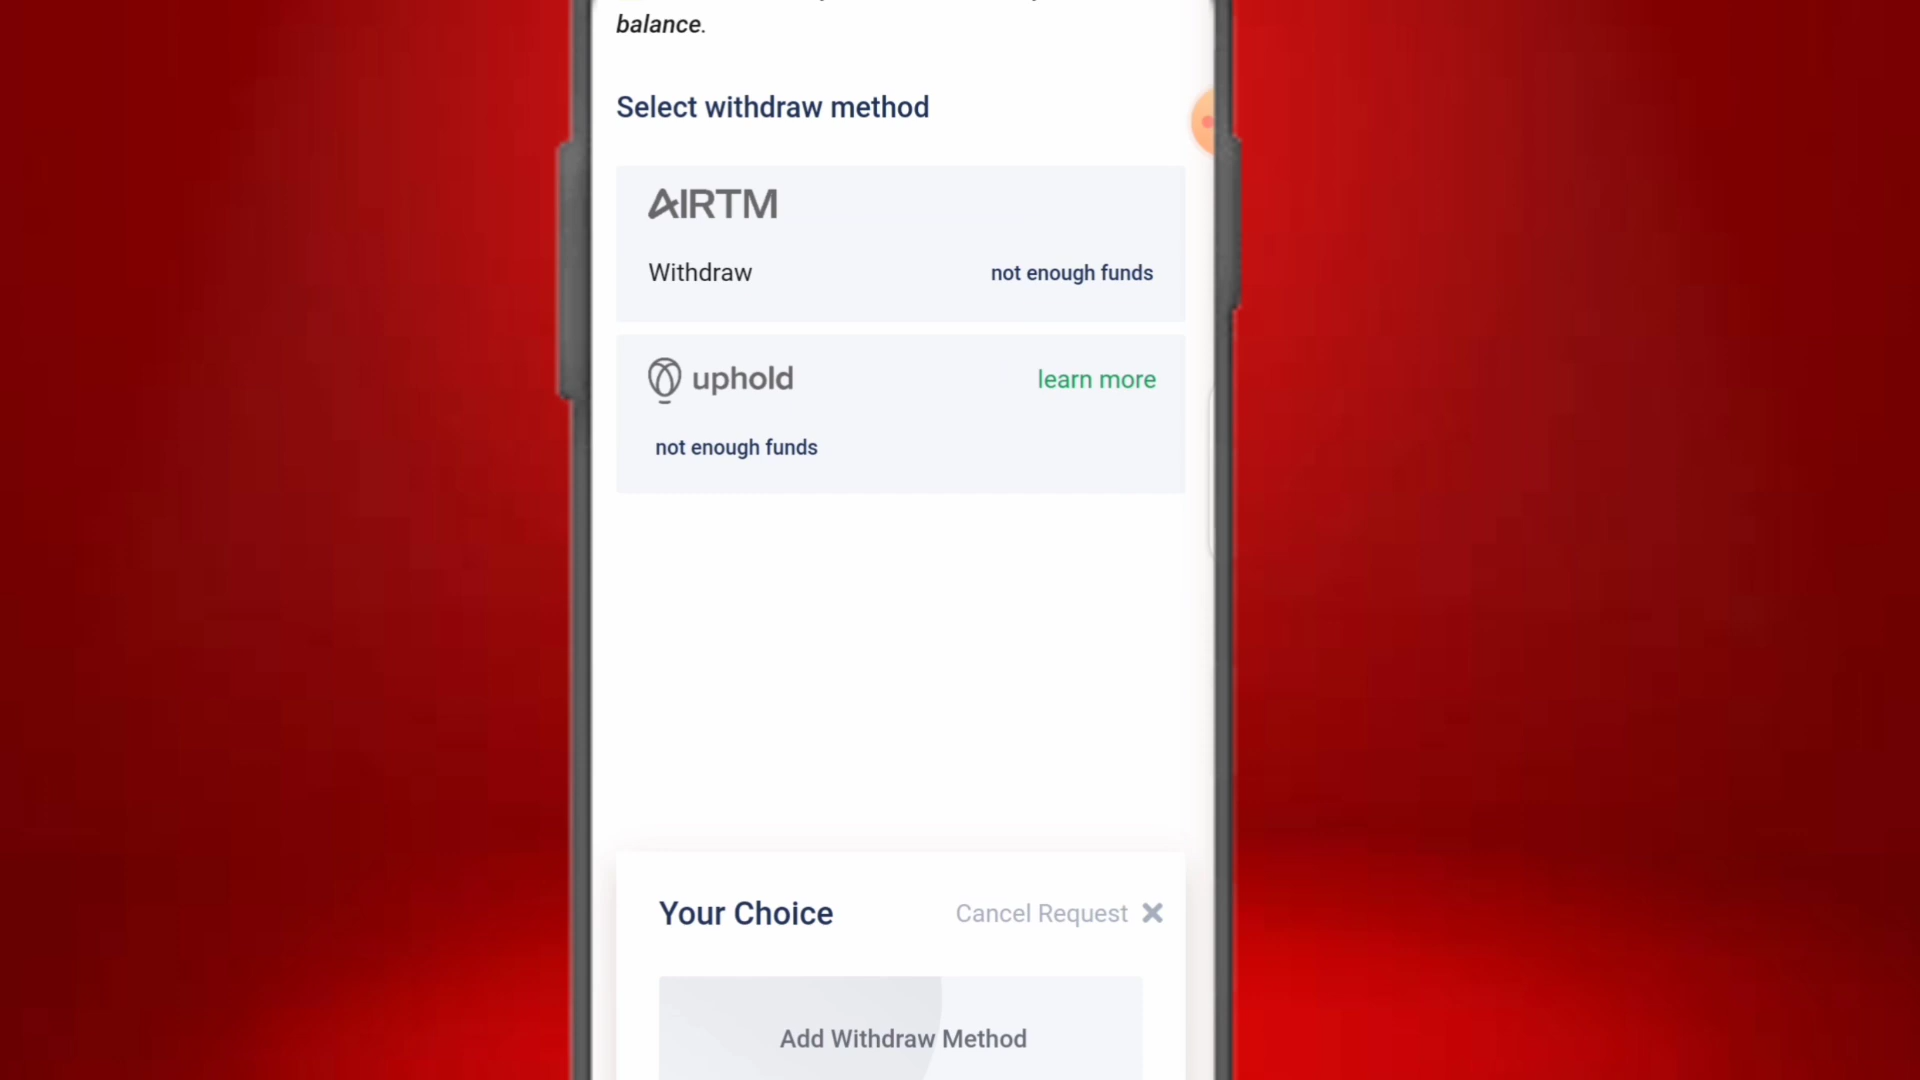 balance.
Select withdraw method
AIRTM
Withdraw not enough funds
uphold learn more
not enough funds
Your Choice Cancel Request
Add Withdraw Method